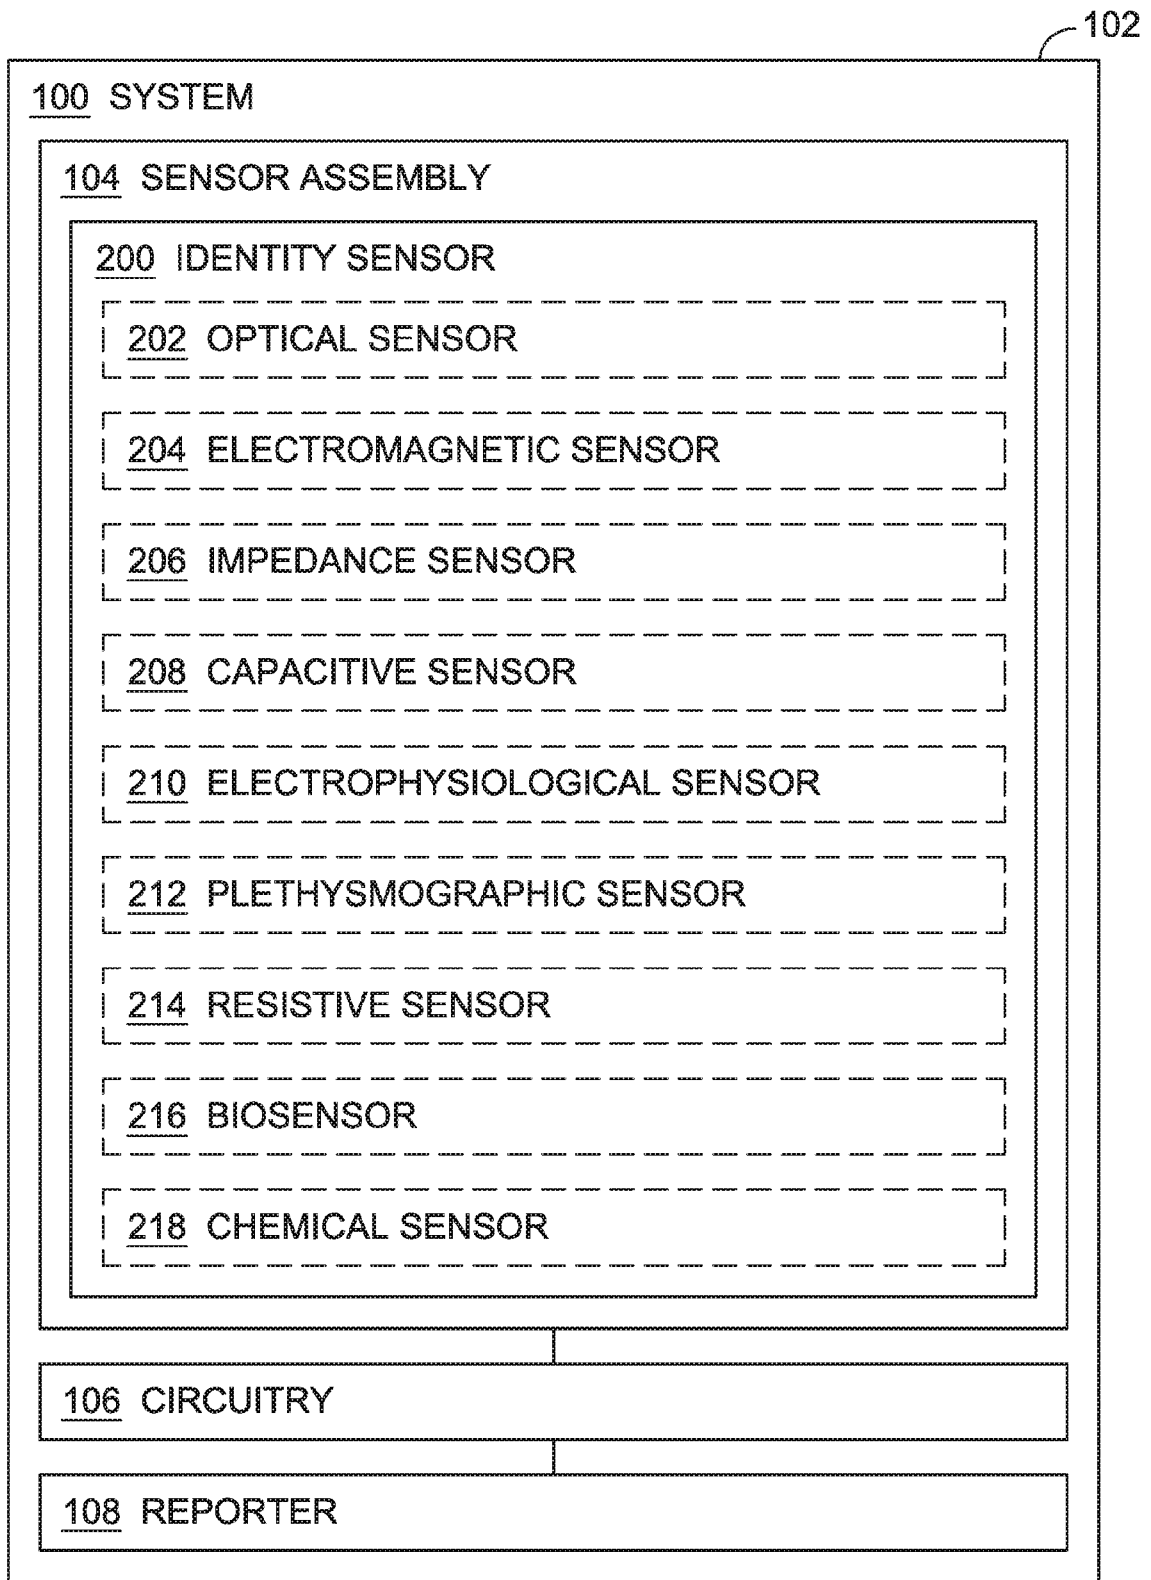 102
100 SYSTEM
104 SENSOR ASSEMBLY
200 IDENTITY SENSOR
202 OPTICAL SENSOR
204 ELECTROMAGNETIC SENSOR
206 IMPEDANCE SENSOR
208 CAPACITIVE SENSOR
210 ELECTROPHYSIOLOGICAL SENSOR
212 PLETHYSMOGRAPHIC SENSOR
214 RESISTIVE SENSOR
216 BIOSENSOR
218 CHEMICAL SENSOR
106 CIRCUITRY
108 REPORTER